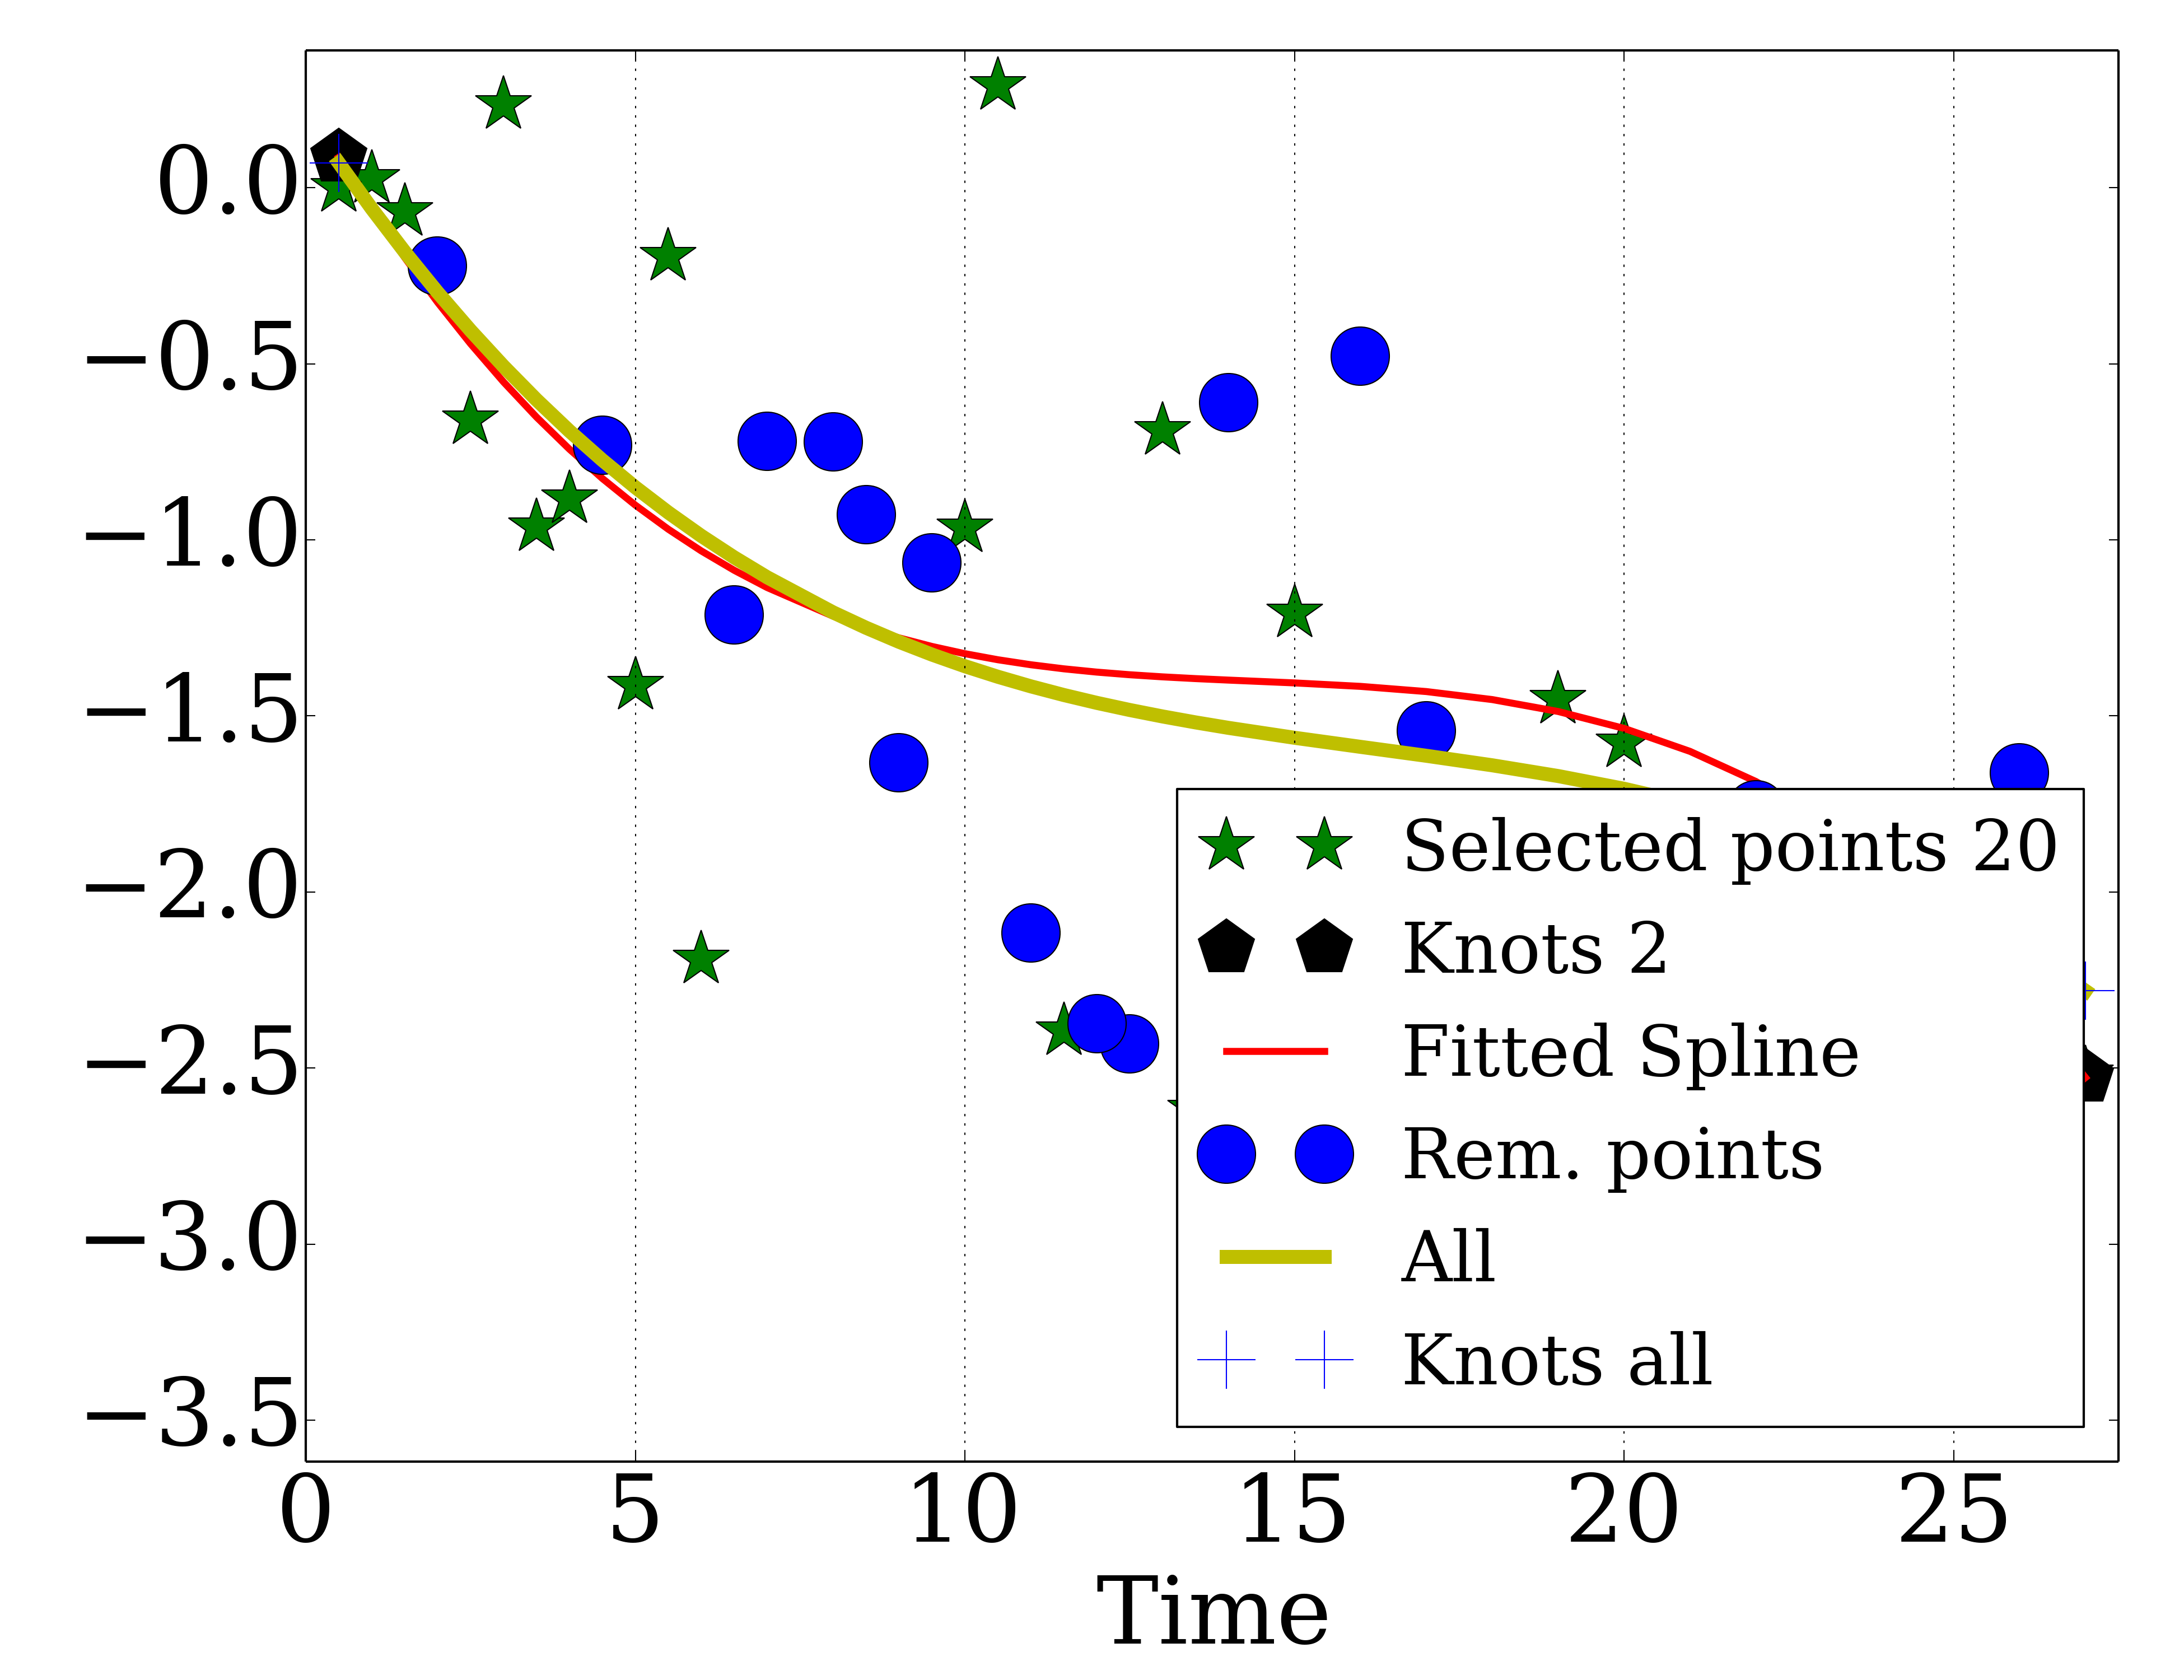 0.0
−0.5
−1.0
−1.5
−2.0
−2.5
−3.0
−3.5
Selected points 20
Knots 2
Fitted Spline
Rem. points
All
Knots all
0 5 10 15 20 25
Time